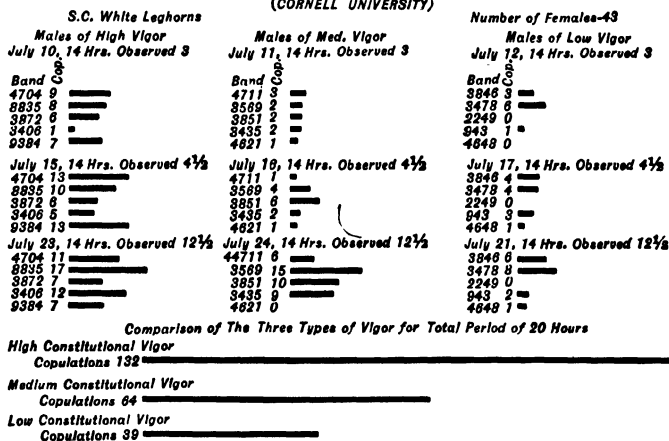 (CORNELL UNIVERSITY)
S.C. White Leghorns
Number of Females-43
Males of High Vigor
July 10, 14 Hrs. Observed 3
Band Cop.
4704 9
8835 8
3872 6
3406 1
9384 7
July 15, 14 Hrs. Observed 4½
4704 13
8835 10
3872 6
3406 5
9384 13
July 23, 14 Hrs. Observed 12½
4704 11
8835 17
3872 7
3406 12
9384 7
Males of Med. Vigor
July 11, 14 Hrs. Observed 3
Band Cop.
4711 3
3569 2
3851 2
3435 2
4621 1
July 16, 14 Hrs. Observed 4½
4711 1
3569 4
3851 6
3435 2
4621 1
July 24, 14 Hrs. Observed 12½
44711 6
3569 15
3851 10
3435 9
4621 0
Males of Low Vigor
July 12, 14 Hrs. Observed 3
Band Cop.
3846 3
3478 6
2249 0
943 1
4648 0
July 17, 14 Hrs. Observed 4½
3846 4
3478 4
2249 0
943 3
4648 1
July 21, 14 Hrs. Observed 12½
3846 6
3478 8
2249 0
943 2
4648 1
Comparison of The Three Types of Vigor for Total Period of 20 Hours
High Constitutional Vigor
Copulations 132
Medium Constitutional Vigor
Copulations 64
Low Constitutional Vigor
Copulations 39